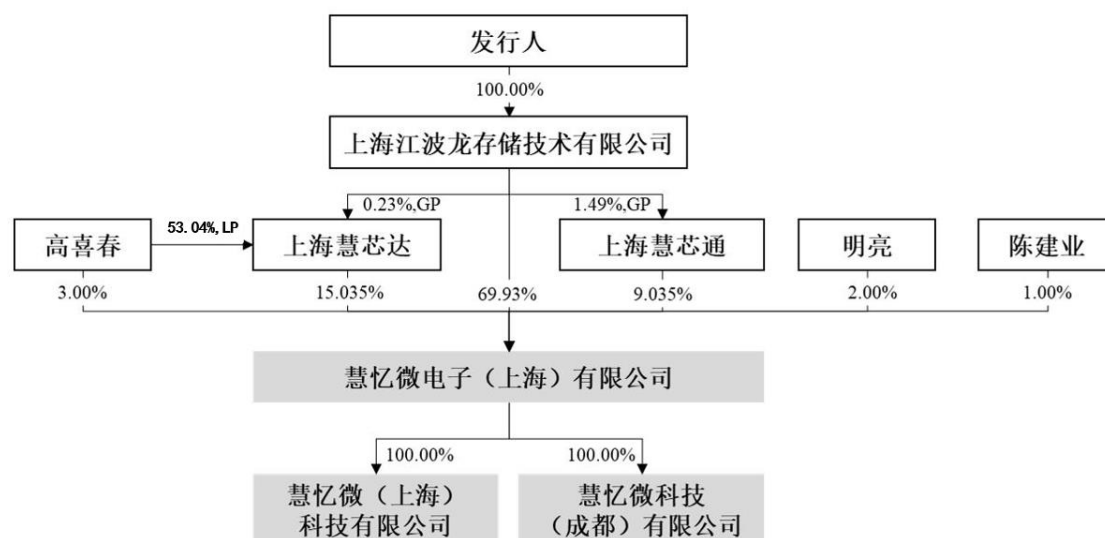 发行人
100.00%
上海江波龙存储技术有限公司
0.23%,GP
1.49%,GP
高喜春
53.04%,LP
上海慧芯达
上海慧芯通
明亮
陈建业
3.00%
15.035%
69.93%
9.035%
2.00%
1.00%
慧忆微电子（上海）有限公司
100.00%
100.00%
慧忆微（上海）
科技有限公司
慧忆微科技
（成都）有限公司